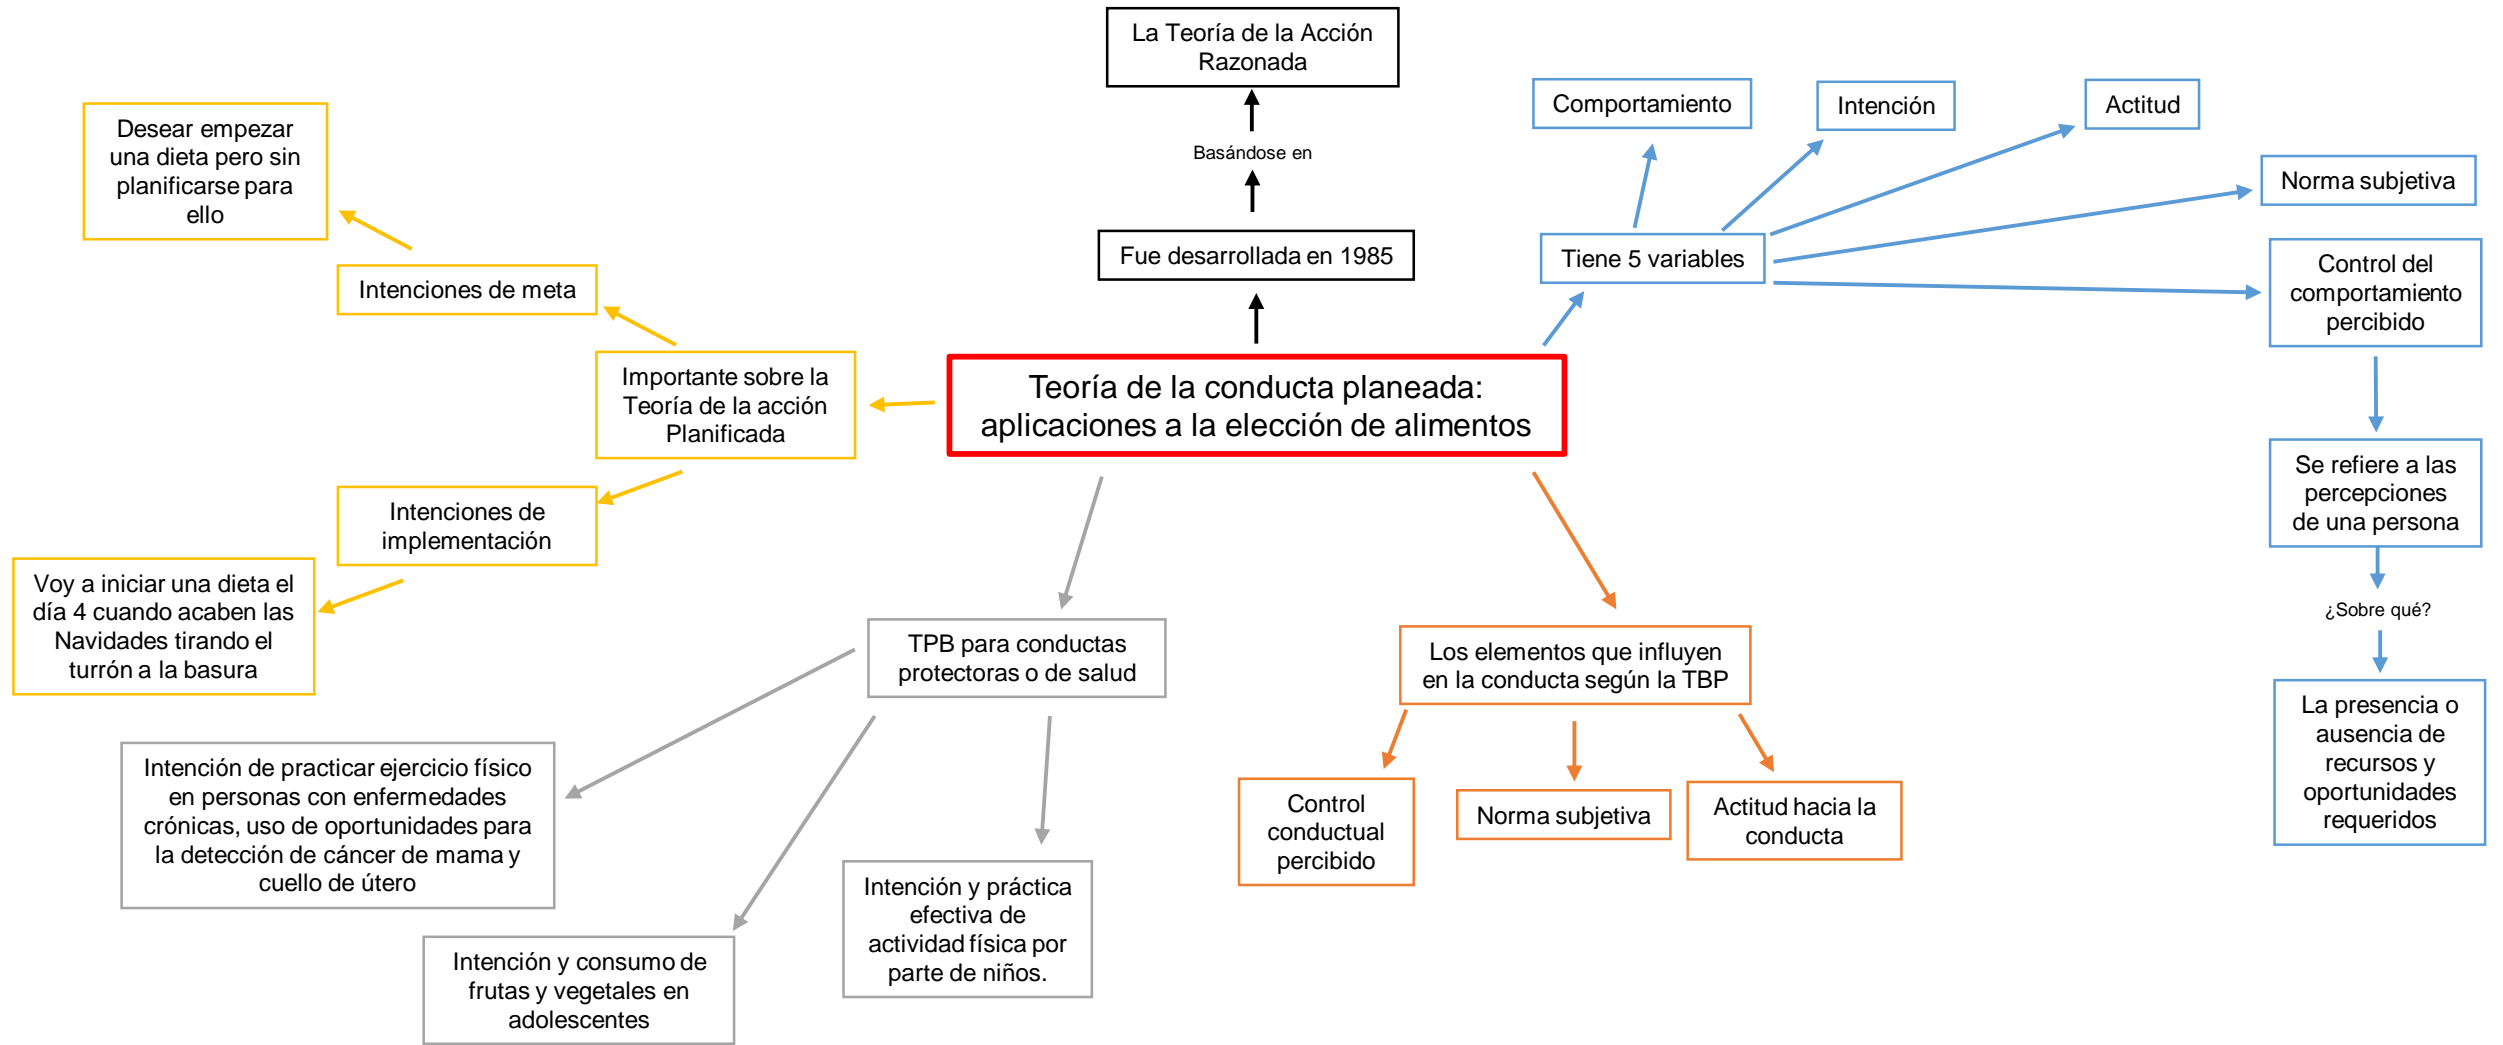 La Teoría de la Acción
Razonada
Basándose en
Fue desarrollada en 1985
Teoría de la conducta planeada:
aplicaciones a la elección de alimentos
Comportamiento
Intención
Actitud
Norma subjetiva
Tiene 5 variables
Control del
comportamiento
percibido
Se refiere a las
percepciones
de una persona
¿Sobre qué?
La presencia o
ausencia de
recursos y
oportunidades
requeridos
Desear empezar
una dieta pero sin
planificarse para
ello
Intenciones de meta
Importante sobre la
Teoría de la acción
Planificada
Intenciones de
implementación
Voy a iniciar una dieta el
día 4 cuando acaben las
Navidades tirando el
turrón a la basura
TPB para conductas
protectoras o de salud
Intención de practicar ejercicio físico
en personas con enfermedades
crónicas, uso de oportunidades para
la detección de cáncer de mama y
cuello de útero
Intención y consumo de
frutas y vegetales en
adolescentes
Intención y práctica
efectiva de
actividad física por
parte de niños.
Los elementos que influyen
en la conducta según la TBP
Control
conductual
percibido
Norma subjetiva
Actitud hacia la
conducta